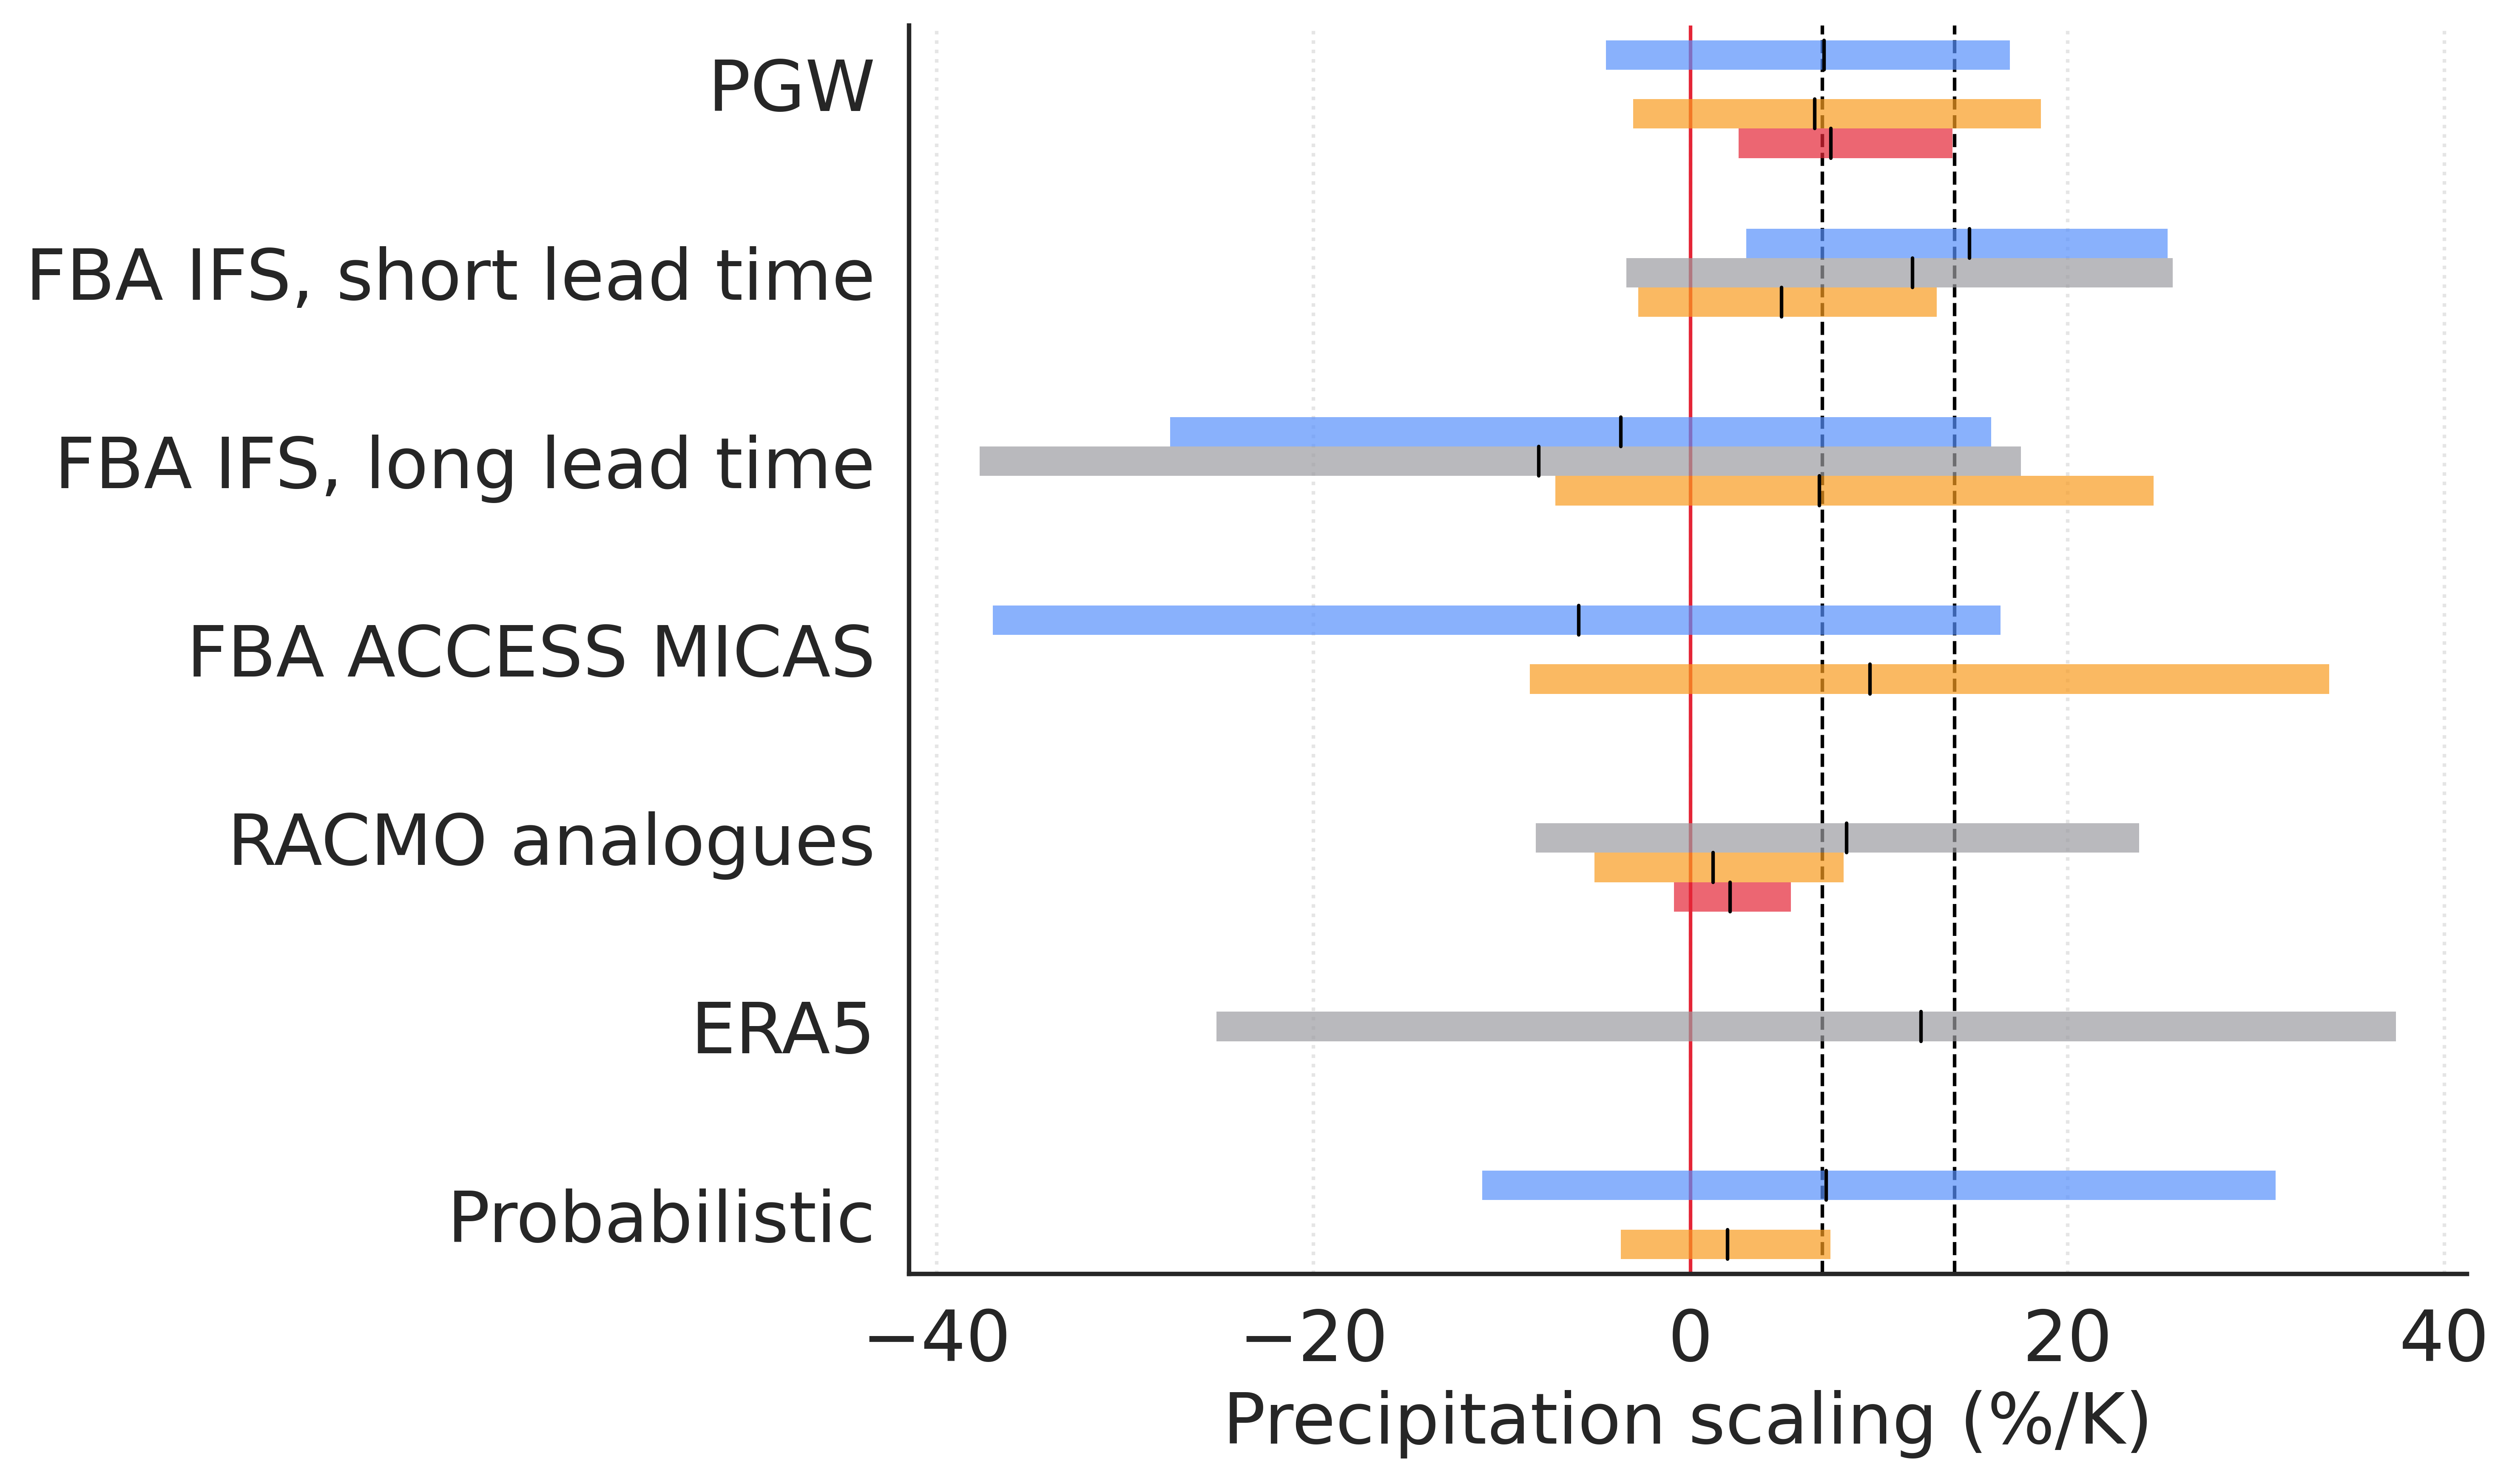 PGW
FBA IFS, short lead time
FBA IFS, long lead time
FBA ACCESS MICAS
RACMO analogues
ERA5
Probabilistic
−40 −20 0 20 40
Precipitation scaling (%/K)